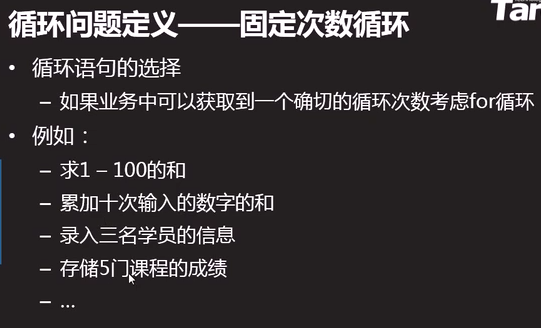 循环问题定义——固定次数循环
Tar
• 循环语句的选择
– 如果业务中可以获取到一个确切的循环次数考虑for循环
• 例如：
– 求1 – 100的和
– 累加十次输入的数字的和
– 录入三名学员的信息
– 存储5门课程的成绩
– ...